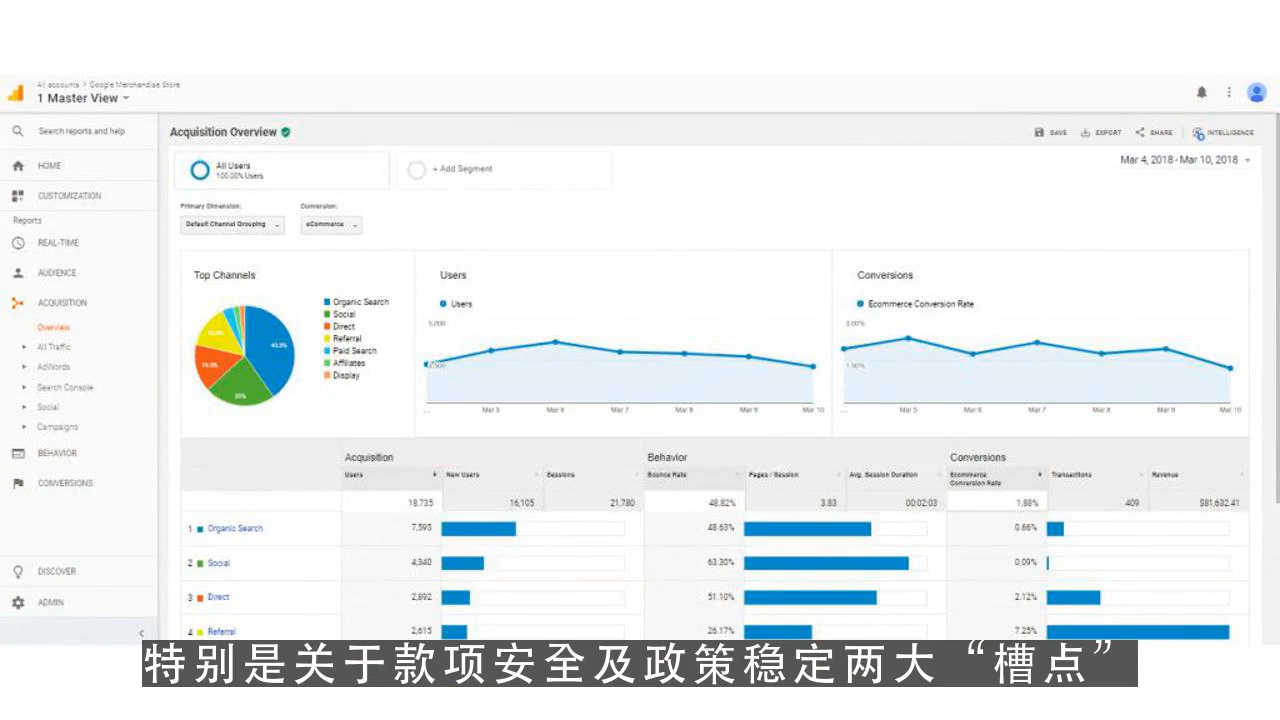 All accounts > Google Merchandise Store
1 Master View
Search reports and help
HOME
CUSTOMIZATION
Reports
REAL-TIME
AUDIENCE
ACQUISITION
Overview
All Traffic
AdWords
Search Console
Social
Campaigns
BEHAVIOR
CONVERSIONS
DISCOVER
ADMIN
Acquisition Overview
SAVE EXPORT SHARE INTELLIGENCE
All Users
100.00% Users
+ Add Segment
Mar 4, 2018 - Mar 10, 2018
Primary Dimension: Conversion:
Default Channel Grouping eCommerce
Top Channels
Organic Search
Social
Direct
Referral
Paid Search
Affiliates
Display
Users
Users
5,000
2,500
... Mar 5 Mar 6 Mar 7 Mar 8 Mar 9 Mar 10
Conversions
Ecommerce Conversion Rate
3.00%
1.50%
... Mar 5 Mar 6 Mar 7 Mar 8 Mar 9 Mar 10
Acquisition Behavior Conversions
Users New Users Sessions Bounce Rate Pages / Session Avg. Session Duration Ecommerce Conversion Rate Transactions Revenue
18,735 16,105 21,780 48.82% 3.83 00:02:03 1.88% 409 $81,632.41
1 Organic Search 7,595 48.63% 0.66%
2 Social 4,340 63.30% 0.09%
3 Direct 2,892 51.10% 2.12%
4 Referral 2,615 26.17% 7.25%
特别是关于款项安全及政策稳定两大“槽点”